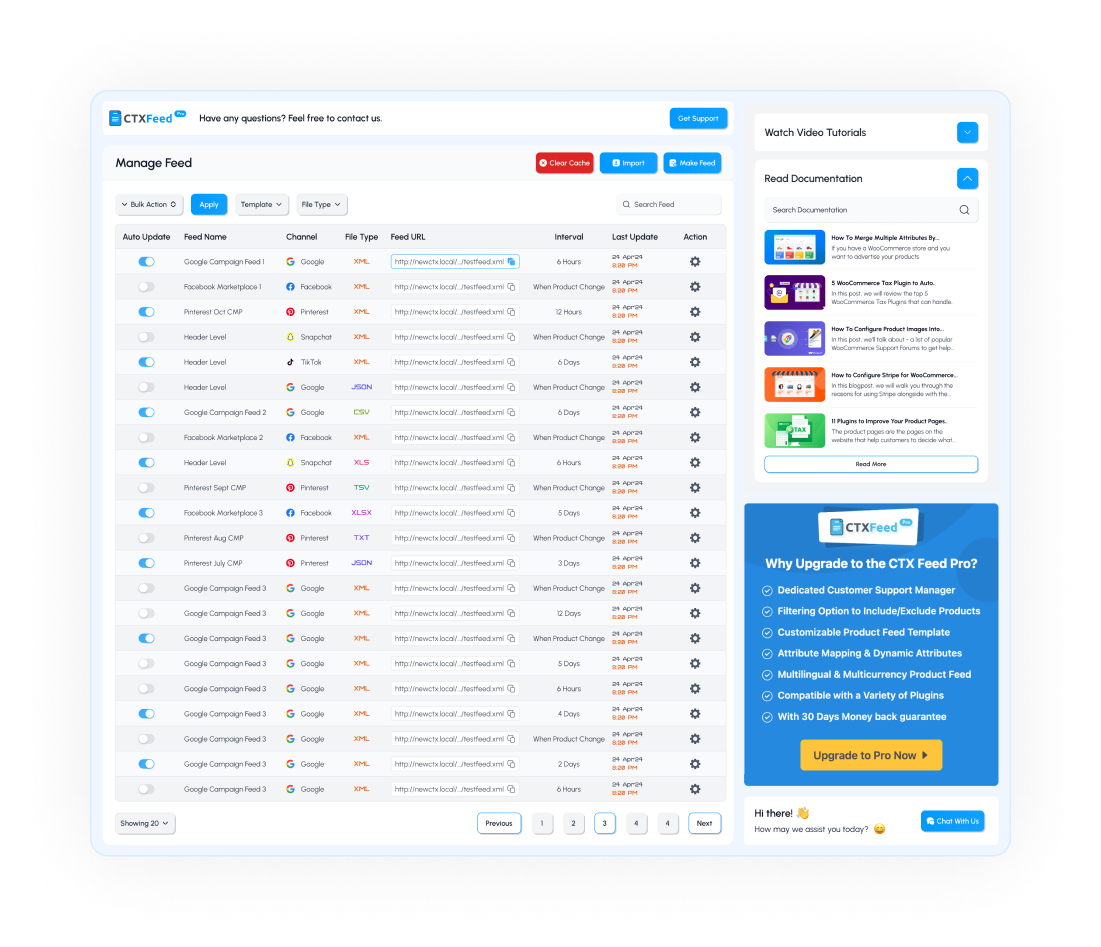 CTXFeed Pro
Have any questions? Feel free to contact us.
Get Support
Manage Feed
Clear Cache
Import
Make Feed
Bulk Action
Apply
Template
File Type
Search Feed
Auto Update Feed Name Channel File Type Feed URL Interval Last Update Action
Google Campaign Feed 1 Google XML http://newctx.local/.../testfeed.xml 6 Hours 24 Apr24 8:20 PM
Facebook Marketplace 1 Facebook XML http://newctx.local/.../testfeed.xml When Product Change 24 Apr24 8:20 PM
Pinterest Oct CMP Pinterest XML http://newctx.local/.../testfeed.xml 12 Hours 24 Apr24 8:20 PM
Header Level Snapchat XML http://newctx.local/.../testfeed.xml When Product Change 24 Apr24 8:20 PM
Header Level TikTok XML http://newctx.local/.../testfeed.xml 6 Days 24 Apr24 8:20 PM
Header Level Google JSON http://newctx.local/.../testfeed.xml When Product Change 24 Apr24 8:20 PM
Google Campaign Feed 2 Google CSV http://newctx.local/.../testfeed.xml 6 Days 24 Apr24 8:20 PM
Facebook Marketplace 2 Facebook XML http://newctx.local/.../testfeed.xml When Product Change 24 Apr24 8:20 PM
Header Level Snapchat XLS http://newctx.local/.../testfeed.xml 6 Hours 24 Apr24 8:20 PM
Pinterest Sept CMP Pinterest TSV http://newctx.local/.../testfeed.xml When Product Change 24 Apr24 8:20 PM
Facebook Marketplace 3 Facebook XLSX http://newctx.local/.../testfeed.xml 5 Days 24 Apr24 8:20 PM
Pinterest Aug CMP Pinterest TXT http://newctx.local/.../testfeed.xml When Product Change 24 Apr24 8:20 PM
Pinterest July CMP Pinterest JSON http://newctx.local/.../testfeed.xml 3 Days 24 Apr24 8:20 PM
Google Campaign Feed 3 Google XML http://newctx.local/.../testfeed.xml When Product Change 24 Apr24 8:20 PM
Google Campaign Feed 3 Google XML http://newctx.local/.../testfeed.xml 12 Days 24 Apr24 8:20 PM
Google Campaign Feed 3 Google XML http://newctx.local/.../testfeed.xml When Product Change 24 Apr24 8:20 PM
Google Campaign Feed 3 Google XML http://newctx.local/.../testfeed.xml 5 Days 24 Apr24 8:20 PM
Google Campaign Feed 3 Google XML http://newctx.local/.../testfeed.xml 6 Hours 24 Apr24 8:20 PM
Google Campaign Feed 3 Google XML http://newctx.local/.../testfeed.xml 4 Days 24 Apr24 8:20 PM
Google Campaign Feed 3 Google XML http://newctx.local/.../testfeed.xml When Product Change 24 Apr24 8:20 PM
Google Campaign Feed 3 Google XML http://newctx.local/.../testfeed.xml 2 Days 24 Apr24 8:20 PM
Google Campaign Feed 3 Google XML http://newctx.local/.../testfeed.xml 6 Hours 24 Apr24 8:20 PM
Showing 20
Previous 1 2 3 4 4 Next
Watch Video Tutorials
Read Documentation
Search Documentation
How To Merge Multiple Attributes By...
If you have a WooCommerce store and you
want to advertise your products
5 WooCommerce Tax Plugin to Auto..
In this post, we will review the top 5
WooCommerce Tax Plugins that can handle.
How To Configure Product Images Into...
In this post, we'll talk about - a list of popular
WooCommerce Support Forums to get help...
How to Configure Stripe for WooCommerce...
In this blogpost, we will walk you through the
reasons for using Stripe alongside with the...
TAX
11 Plugins to Improve Your Product Pages..
The product pages are the pages on the
website that help customers to decide what...
Read More
CTXFeed Pro
Why Upgrade to the CTX Feed Pro?
Dedicated Customer Support Manager
Filtering Option to Include/Exclude Products
Customizable Product Feed Template
Attribute Mapping & Dynamic Attributes
Multilingual & Multicurrency Product Feed
Compatible with a Variety of Plugins
With 30 Days Money back guarantee
Upgrade to Pro Now
Hi there! 👋
How may we assist you today? 😄
Chat With Us